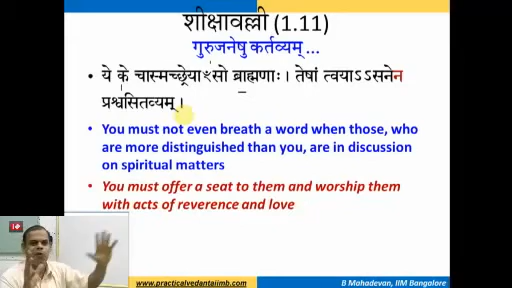 शीक्षावल्ली (1.11)
गुरुजनेषु कर्तव्यम् ...
• ये के चास्मच्छ्रेयाꣳसो ब्राह्मणाः। तेषां त्वयाऽऽसनेन
प्रश्वसितव्यम्।
• You must not even breath a word when those, who
are more distinguished than you, are in discussion
on spiritual matters
• You must offer a seat to them and worship them
with acts of reverence and love
www.practicalvedantaiimb.com
B Mahadevan, IIM Bangalore